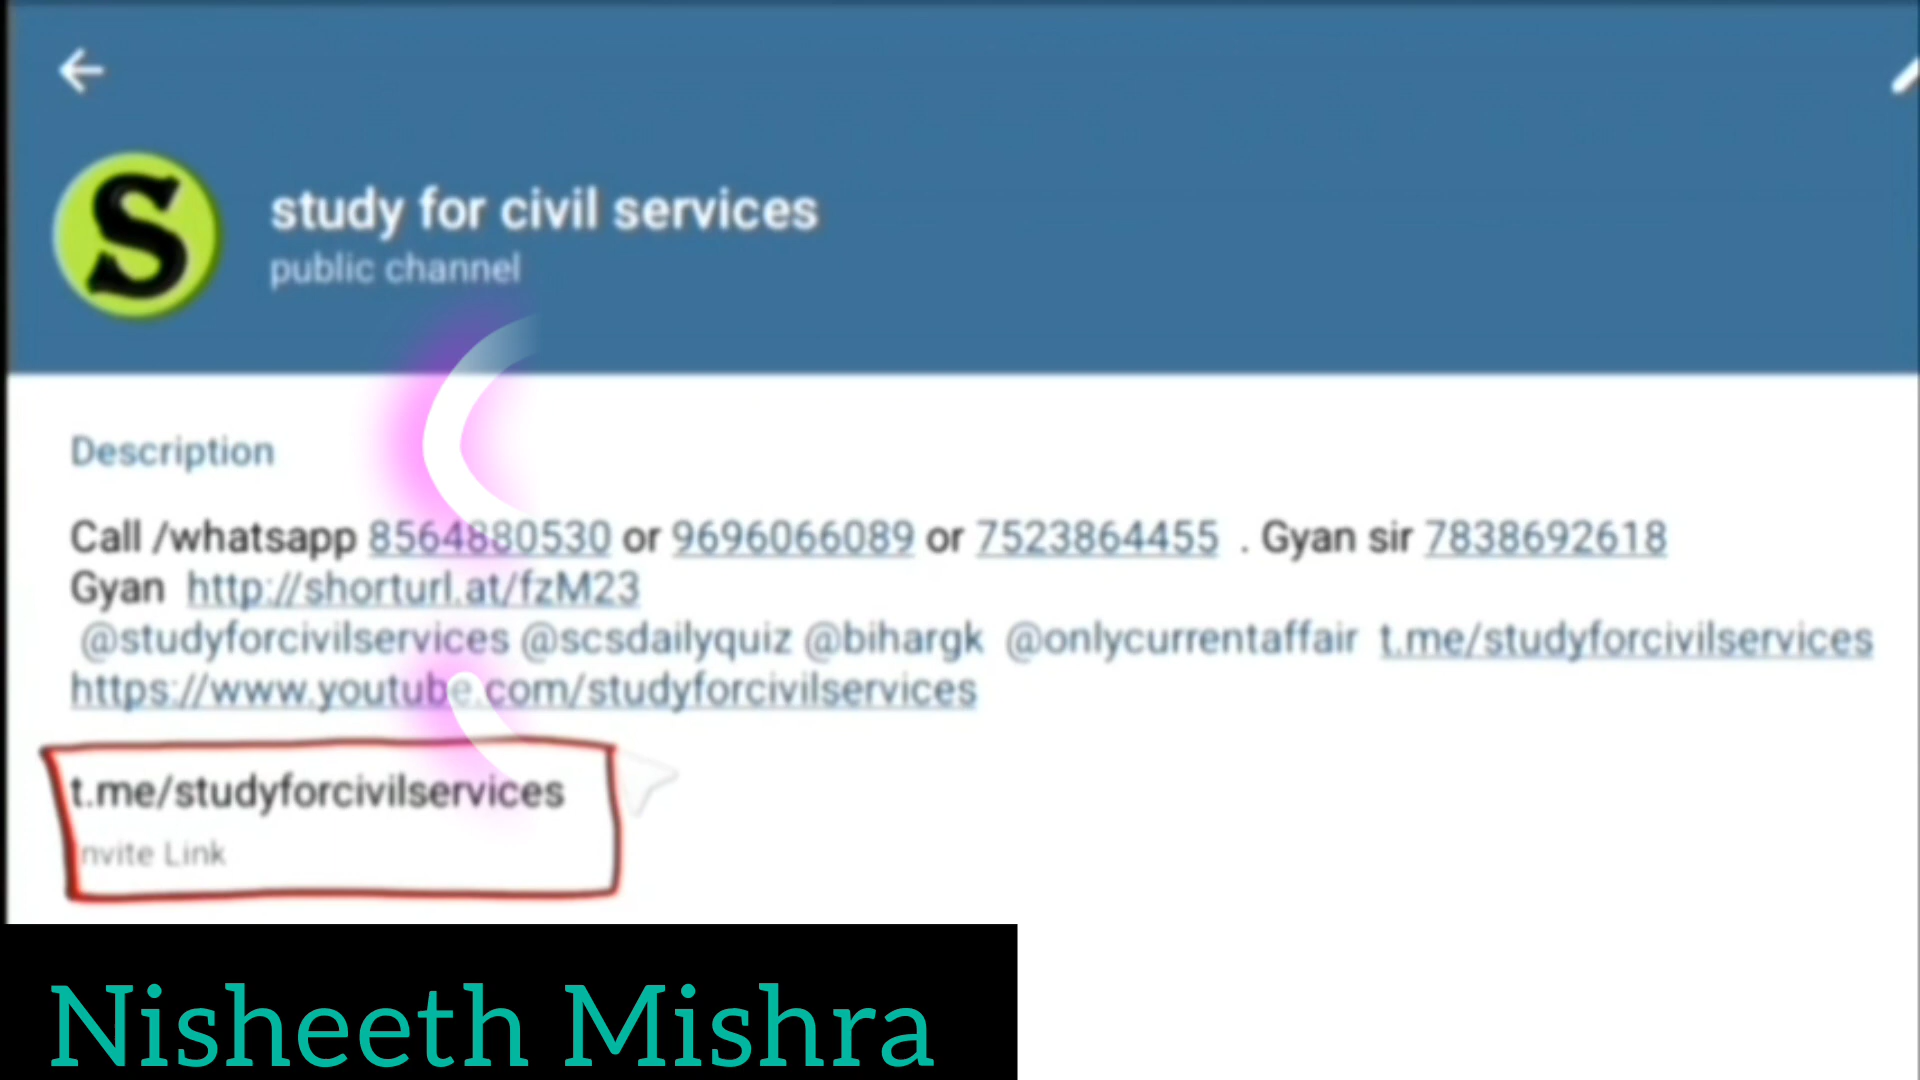 S
study for civil services
public channel
Description
Call /whatsapp 8564880530 or 9696066089 or 7523864455 . Gyan sir 7838692618
Gyan http://shorturl.at/fzM23
@studyforcivilservices @scsdailyquiz @bihargk @onlycurrentaffair t.me/studyforcivilservices
https://www.youtube.com/studyforcivilservices
t.me/studyforcivilservices
nvite Link
Nisheeth Mishra